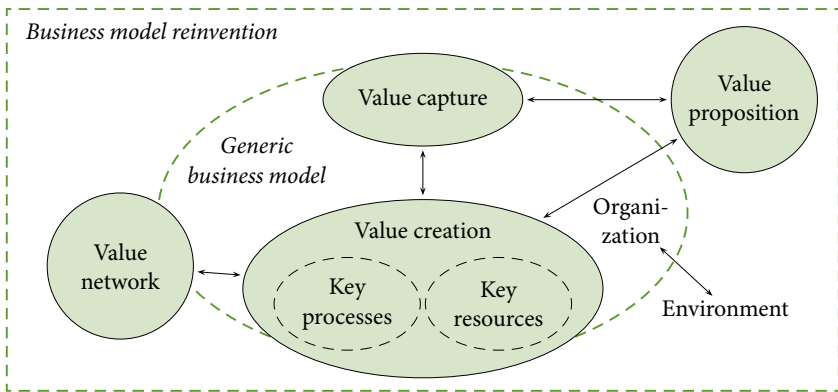 Business model reinvention
Value capture
Value
proposition
Generic
business model
Organi-
zation
Value creation
Value
network
Key
processes
Key
resources
Environment